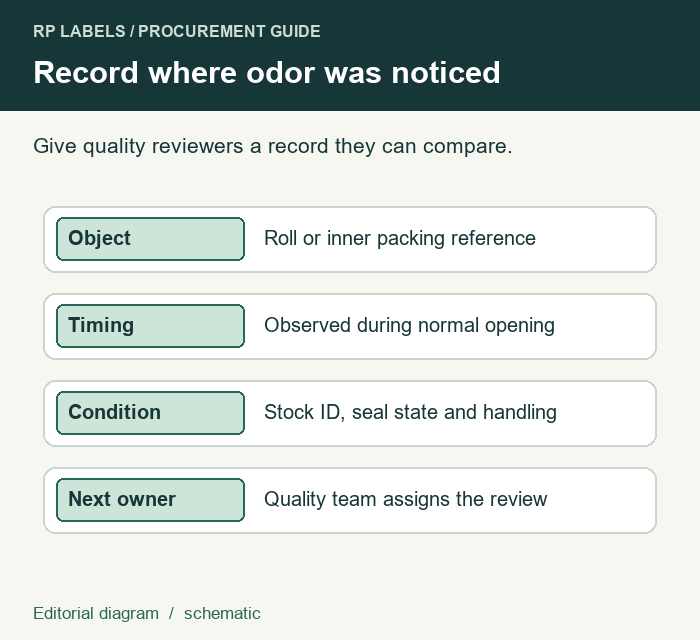 RP LABELS / PROCUREMENT GUIDE
Record where odor was noticed
Give quality reviewers a record they can compare.
Object
Roll or inner packing reference
Timing
Observed during normal opening
Condition
Stock ID, seal state and handling
Next owner
Quality team assigns the review
Editorial diagram / schematic